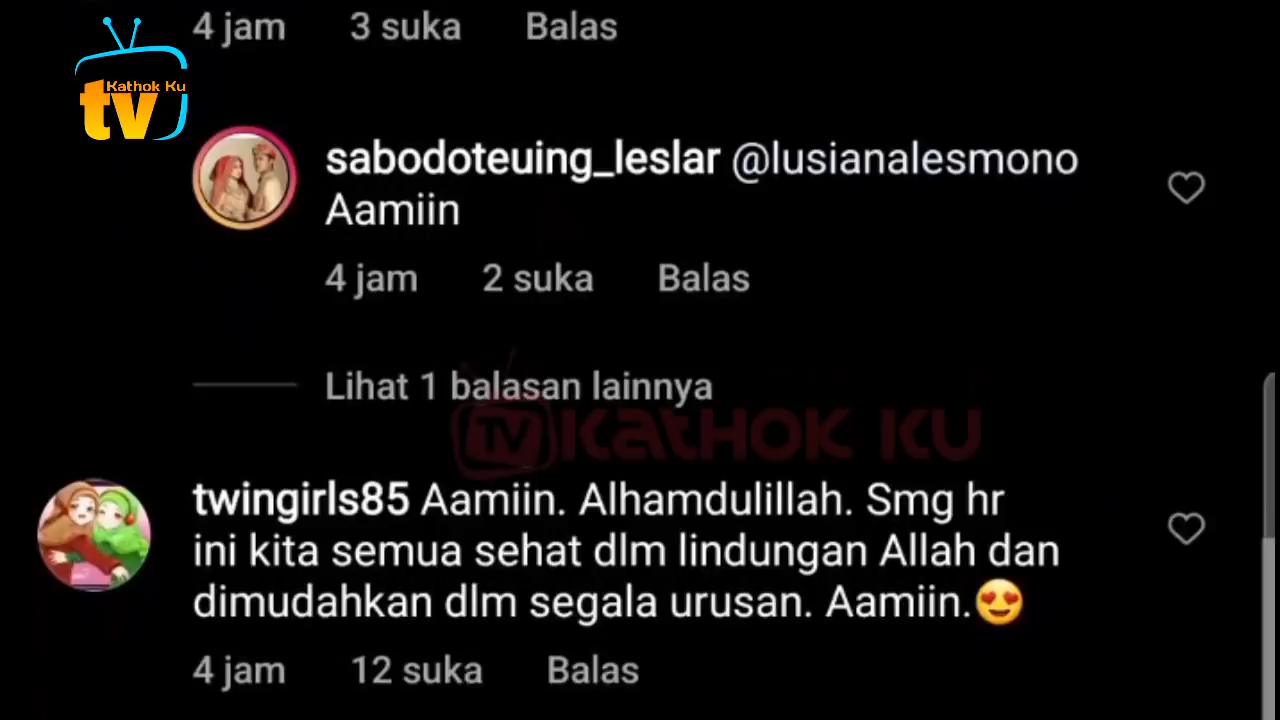 4 jam 3 suka Balas
Kathok Ku
tv
sabodoteuing_leslar @lusianalesmono
Aamiin
4 jam 2 suka Balas
Lihat 1 balasan lainnya
TV KATHOK KU
twingirls85 Aamiin. Alhamdulillah. Smg hr
ini kita semua sehat dlm lindungan Allah dan
dimudahkan dlm segala urusan. Aamiin.😍
4 jam 12 suka Balas